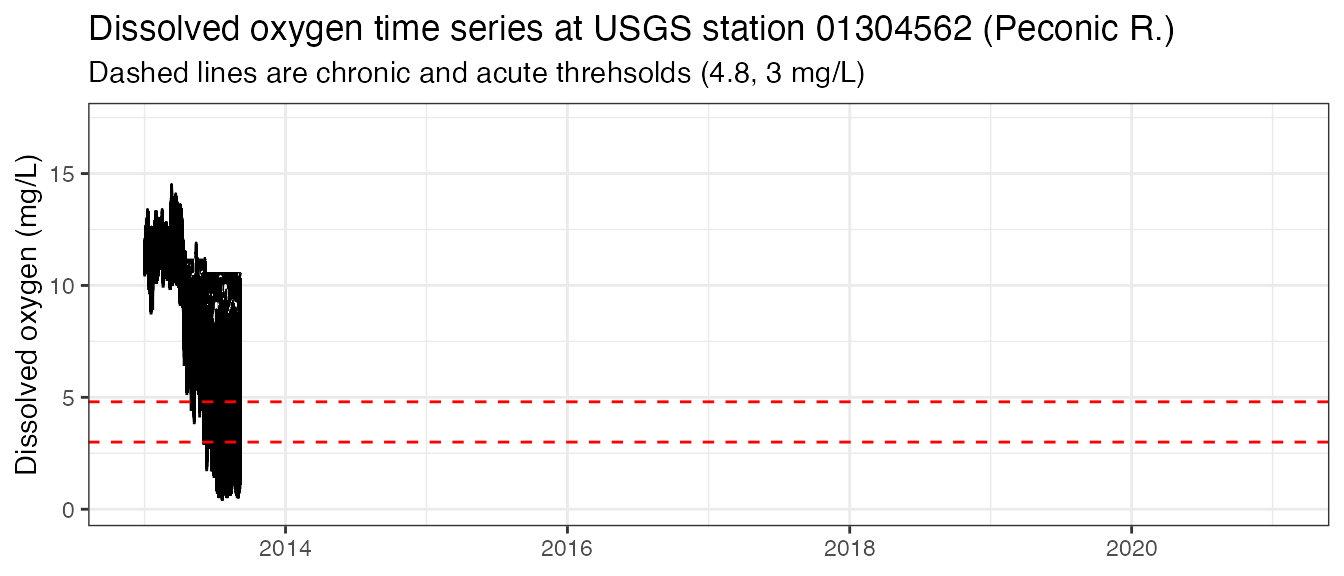 Dissolved oxygen time series at USGS station 01304562 (Peconic R.)
Dashed lines are chronic and acute threhsolds (4.8, 3 mg/L)
Dissolved oxygen (mg/L)
15
10
5
0
2014 2016 2018 2020